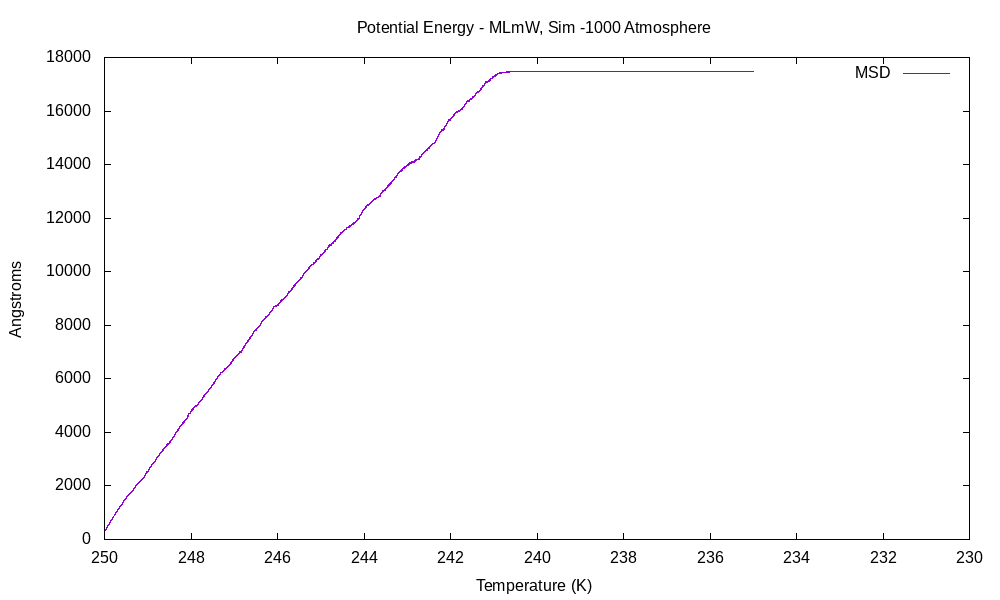 Potential Energy - MLmW, Sim -1000 Atmosphere
MSD
18000
16000
14000
12000
10000
8000
6000
4000
2000
0
Angstroms
250 248 246 244 242 240 238 236 234 232 230
Temperature (K)